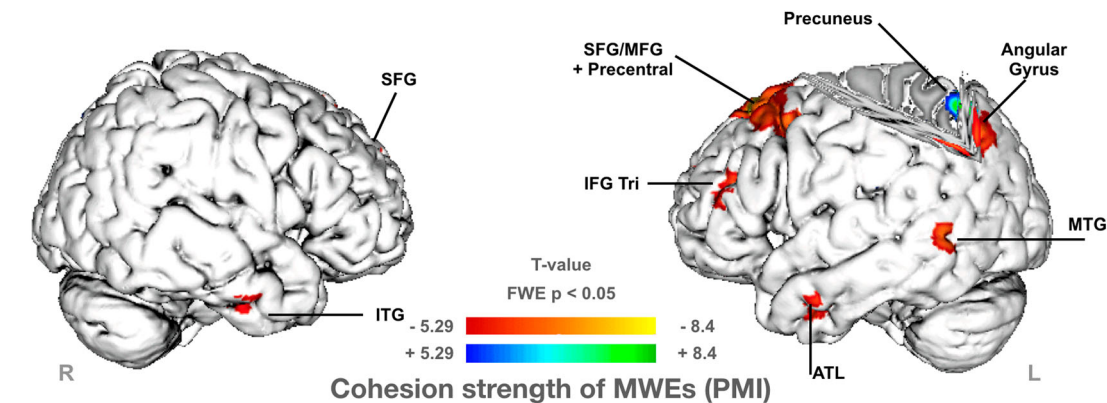 Precuneus
SFG/MFG
+ Precentral
Angular
Gyrus
SFG
IFG Tri
MTG
T-value
FWE p < 0.05
ITG
- 5.29
- 8.4
+ 5.29
+ 8.4
ATL
R
L
Cohesion strength of MWEs (PMI)